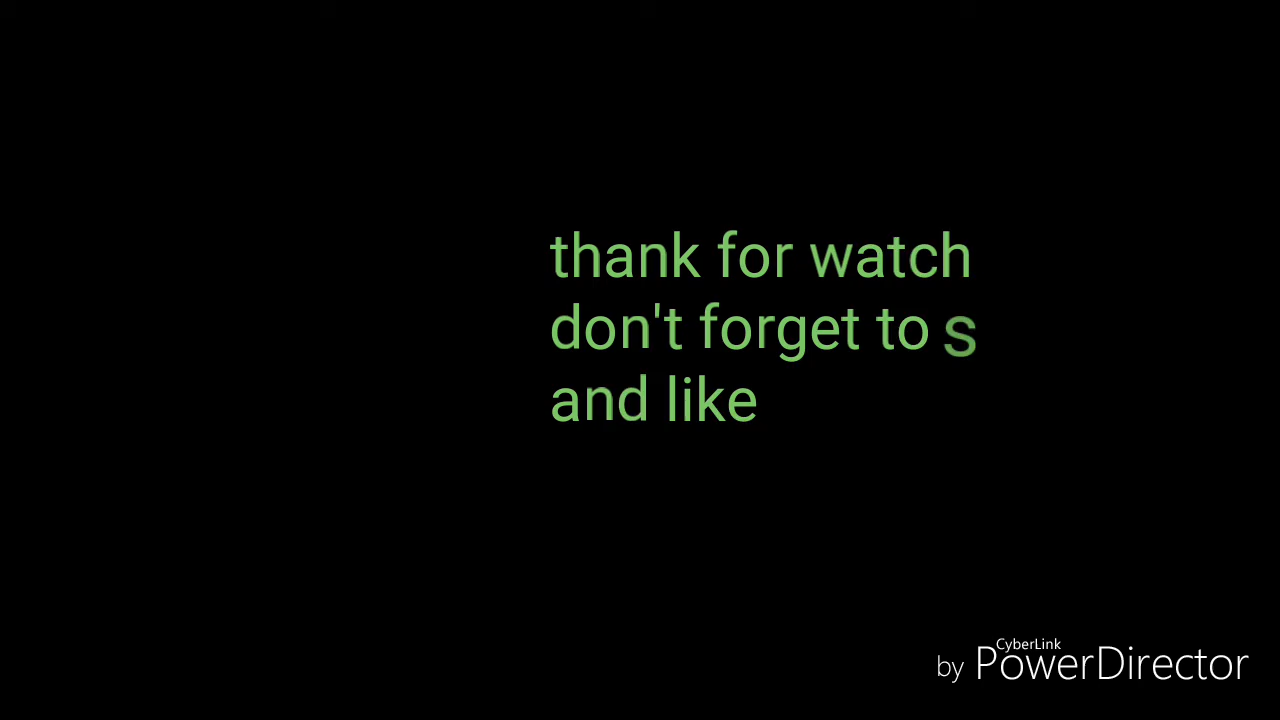 thank for watch
don't forget to s
and like
CyberLink
by PowerDirector